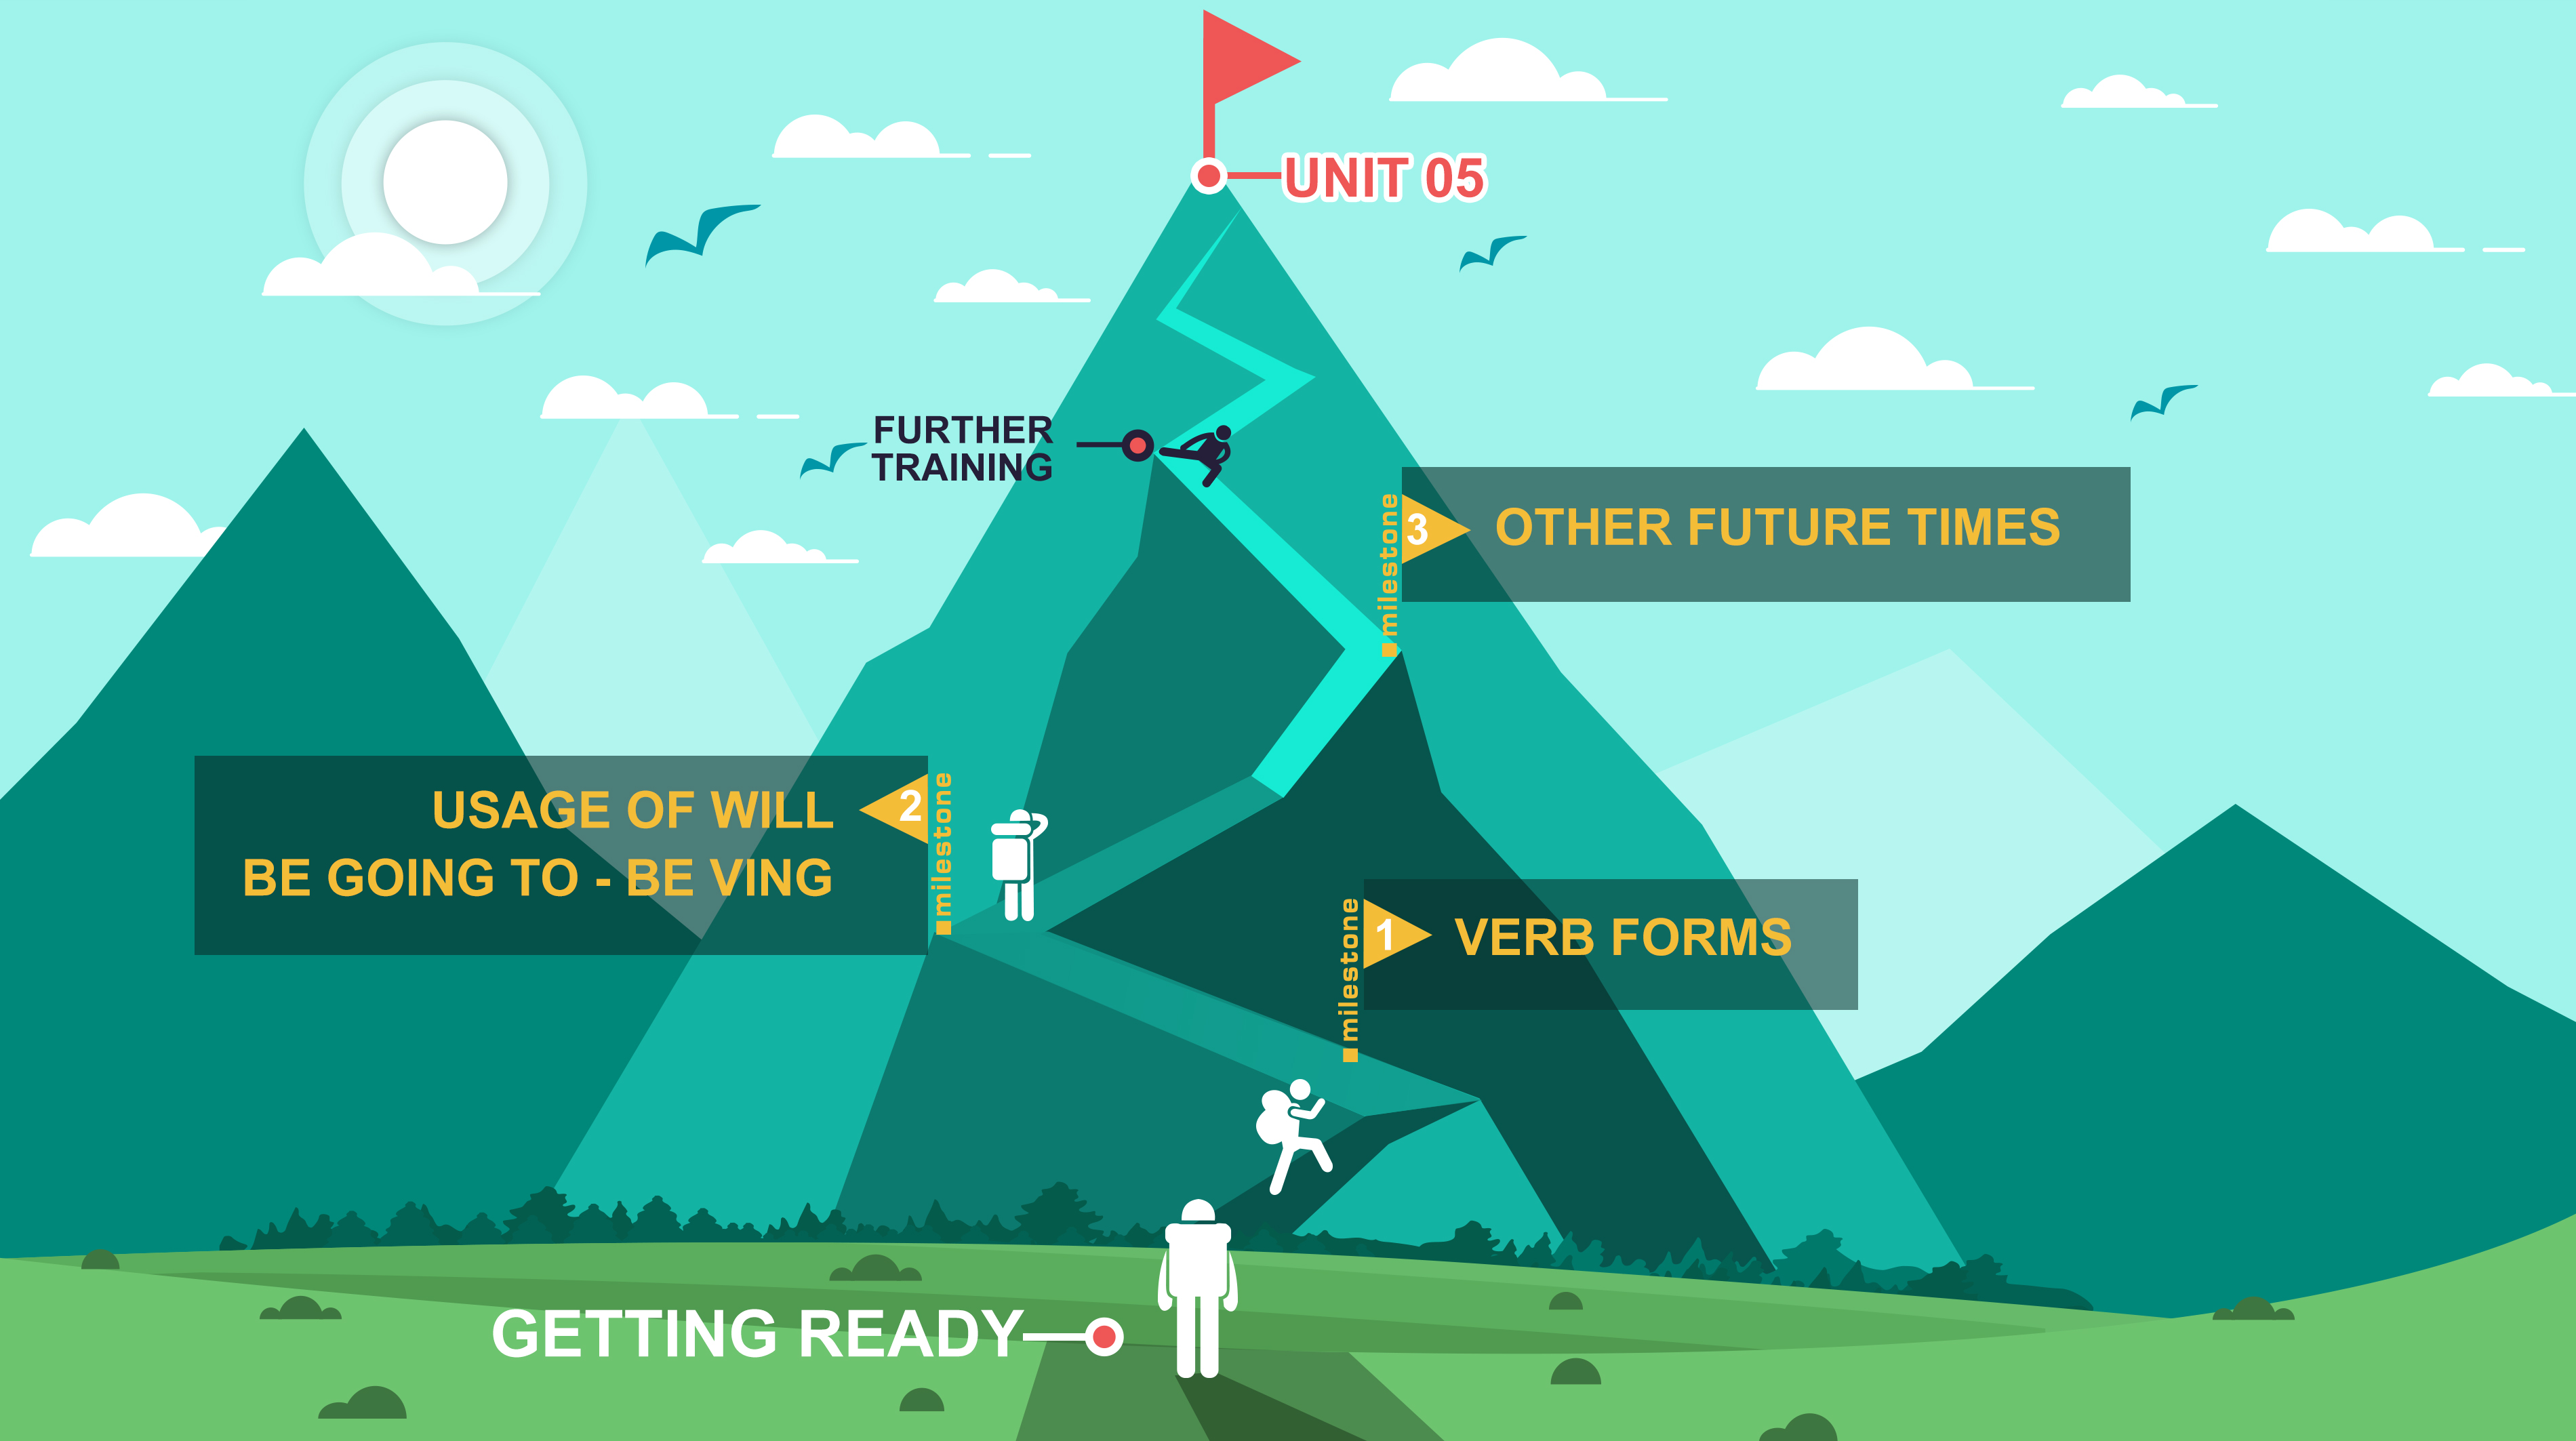 UNIT 05
FURTHER
TRAINING
milestone
3
OTHER FUTURE TIMES
USAGE OF WILL
BE GOING TO - BE VING
2
milestone
milestone
1
VERB FORMS
GETTING READY